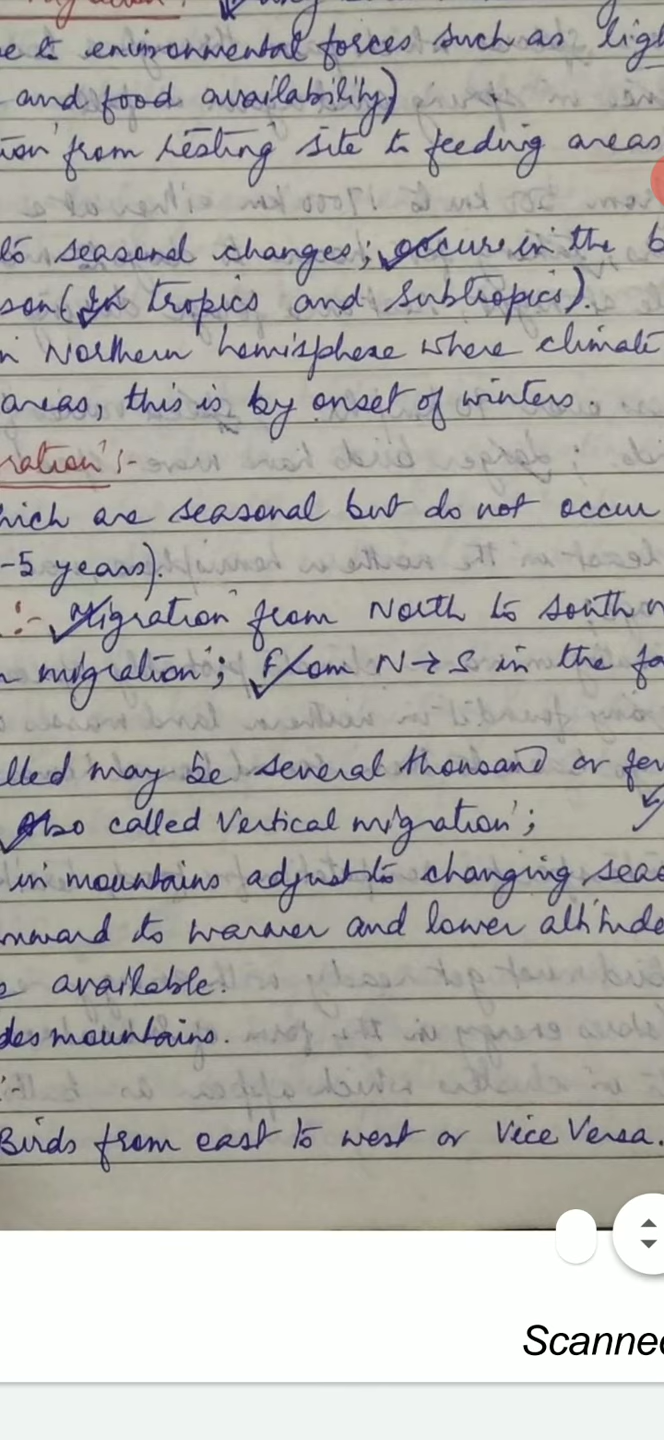 e to environmental forces such as ligh
and food availability)
ion from resting site to feeding areas
to seasonal changes; occurs in the b
son (In tropics and subtropics).
n Northern hemisphere where climate
areas, this is by onset of winters.
ration':-
hich are seasonal but do not occur
-5 years).
:- Migration from North to South
n migration'; From N→S in the fa
lled may be several thousand or few
Also called Vertical migration';
in mountains adjust to changing seas
nward to warmer and lower altitude
e available.
des mountains.
:-
Birds from east to west or Vice Versa.
Scanne